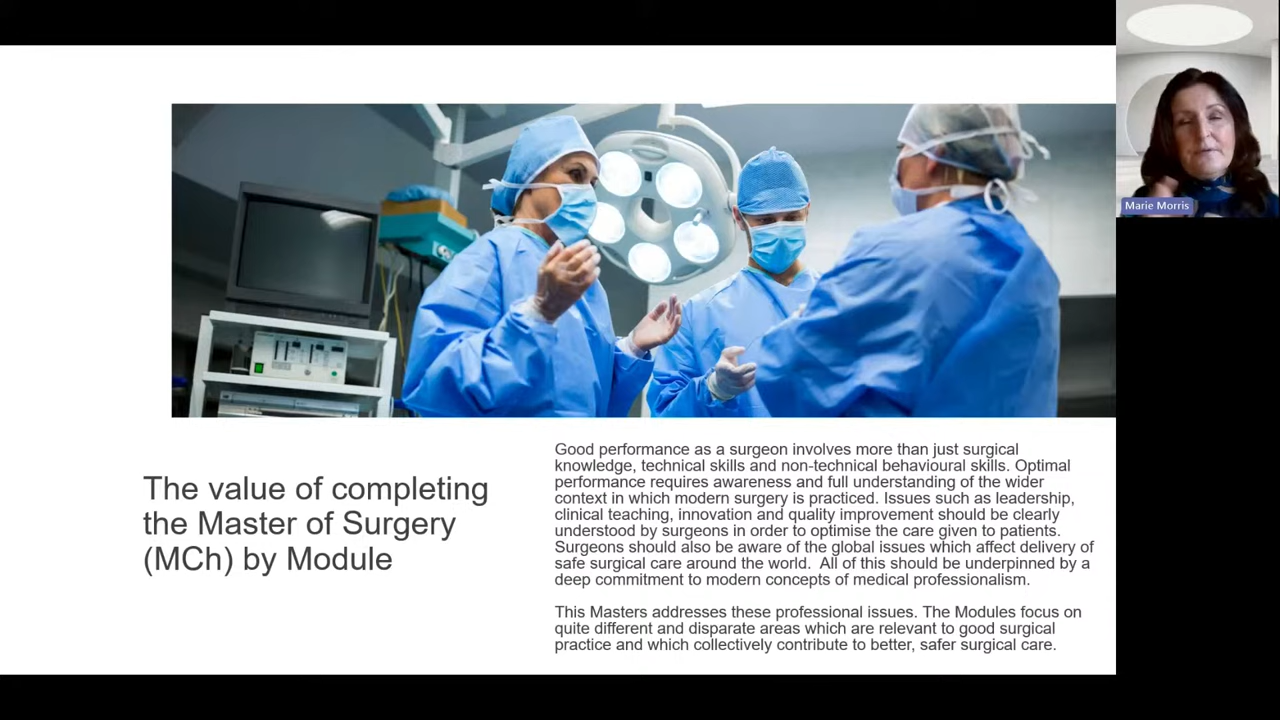 Marie Morris
The value of completing
the Master of Surgery
(MCh) by Module
Good performance as a surgeon involves more than just surgical
knowledge, technical skills and non-technical behavioural skills. Optimal
performance requires awareness and full understanding of the wider
context in which modern surgery is practiced. Issues such as leadership,
clinical teaching, innovation and quality improvement should be clearly
understood by surgeons in order to optimise the care given to patients.
Surgeons should also be aware of the global issues which affect delivery of
safe surgical care around the world.  All of this should be underpinned by a
deep commitment to modern concepts of medical professionalism.
This Masters addresses these professional issues. The Modules focus on
quite different and disparate areas which are relevant to good surgical
practice and which collectively contribute to better, safer surgical care.